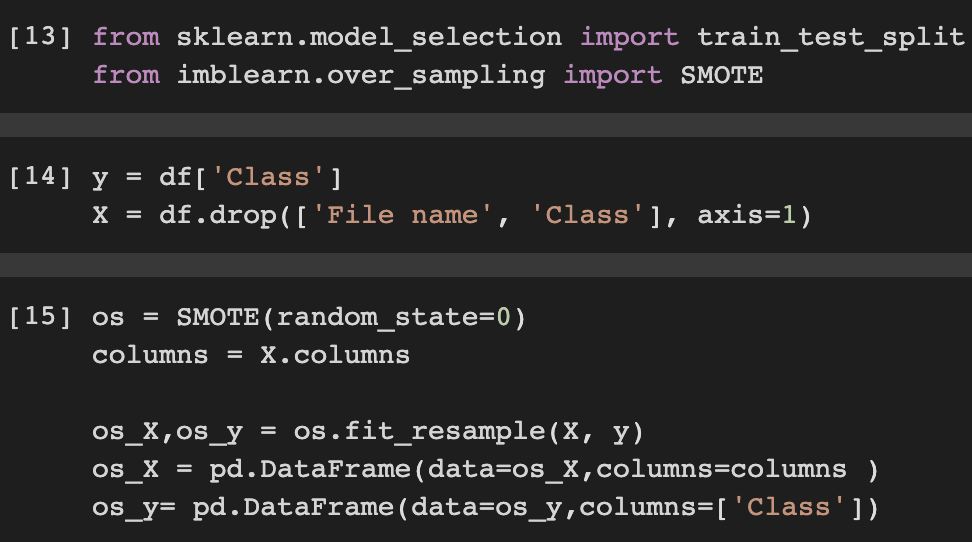 [13] from sklearn.model_selection import train_test_split
from imblearn.over_sampling import SMOTE
[14] y = df['Class']
X = df.drop(['File name', 'Class'], axis=1)
[15] os = SMOTE(random_state=0)
columns = X.columns
os_X,os_y = os.fit_resample(X, y)
os_X = pd.DataFrame(data=os_X,columns=columns )
os_y= pd.DataFrame(data=os_y,columns=['Class'])